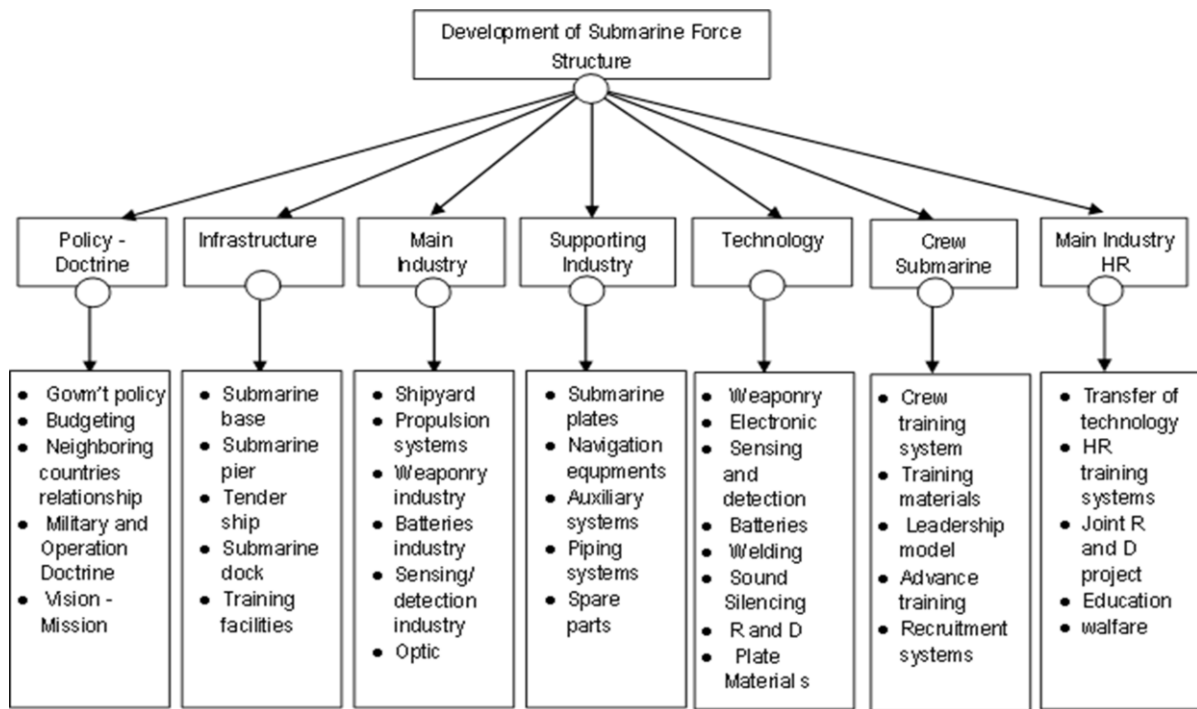 Development of Submarine Force
Structure
Policy -
Doctrine
Infrastructure
Main
Industry
Supporting
Industry
Technology
Crew
Submarine
Main Industry
HR
● Govm't policy
● Budgeting
● Neighboring
countries
relationship
● Military and
Operation
Doctrine
● Vision -
Mission
● Submarine
base
● Submarine
pier
● Tender
ship
● Submarine
dock
● Training
facilities
● Shipyard
● Propulsion
systems
● Weaponry
industry
● Batteries
industry
● Sensing/
detection
industry
● Optic
● Submarine
plates
● Navigation
equpments
● Auxiliary
systems
● Piping
systems
● Spare
parts
● Weaponry
● Electronic
● Sensing
and
detection
● Batteries
● Welding
● Sound
Silencing
● R and D
● Plate
Materials
● Crew
training
system
● Training
materials
● Leadership
model
● Advance
training
● Recruitment
systems
● Transfer of
technology
● HR
training
systems
● Joint R
and D
project
● Education
● walfare